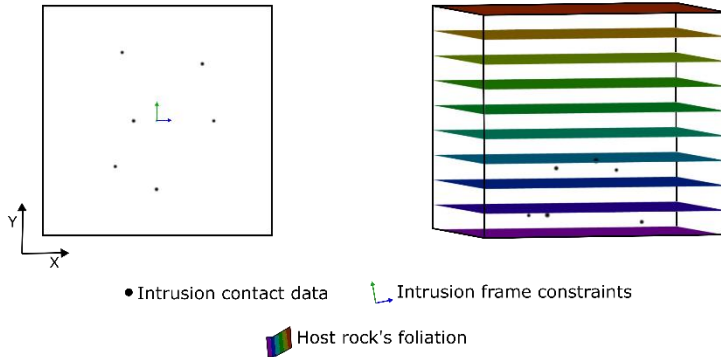 Y
X
Intrusion contact data
Intrusion frame constraints
Host rock's foliation